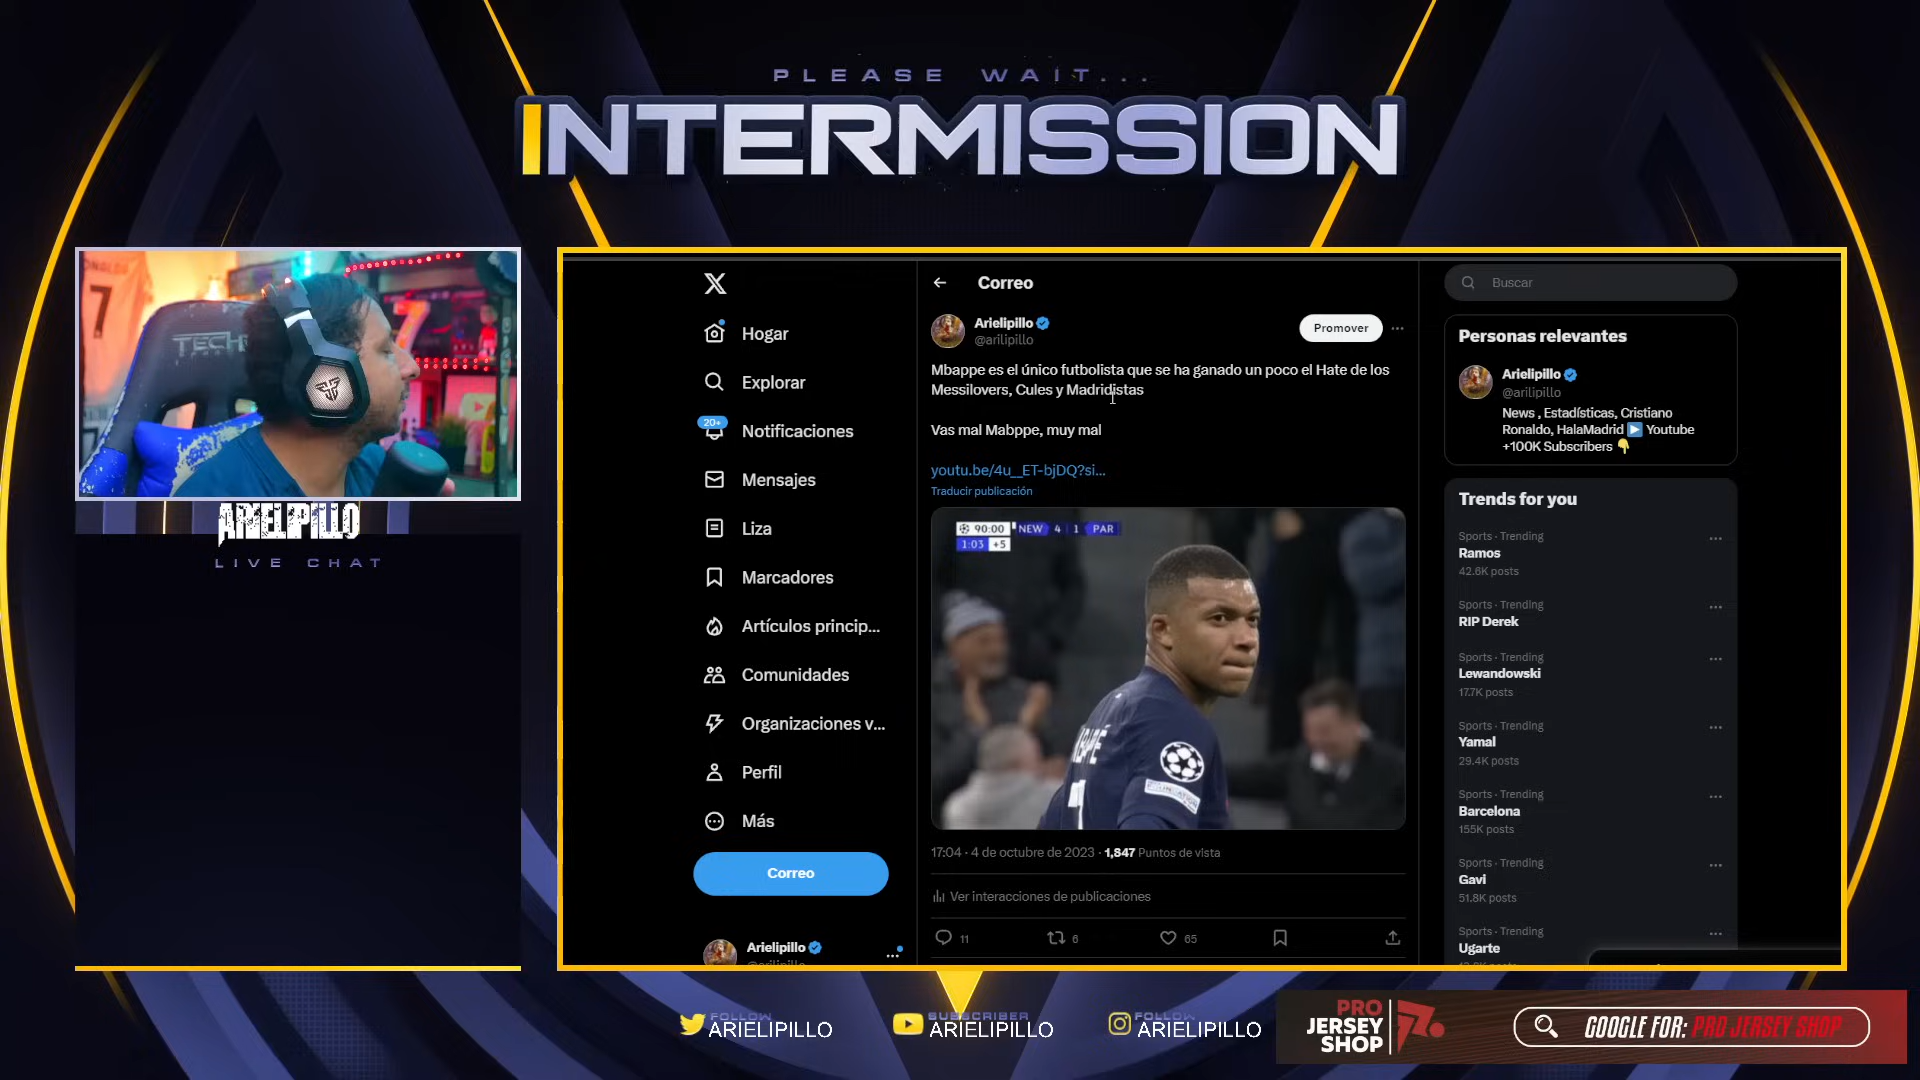 PLEASE WAIT...
INTERMISSION
7
TECH
7
ARIELIPILLO
LIVE CHAT
X
Hogar
Explorar
20+
Notificaciones
Mensajes
Liza
Marcadores
Artículos princip...
Comunidades
Organizaciones v...
Perfil
Más
Correo
Arielipillo
@arilipillo
Correo
Arielipillo
@arilipillo
Promover
Mbappe es el único futbolista que se ha ganado un poco el Hate de los
Messilovers, Cules y Madridistas
Vas mal Mabppe, muy mal
youtu.be/4u__ET-bjDQ?si...
Traducir publicación
90:00 NEW 4 1 PAR
1:03 +5
7
17:04 · 4 de octubre de 2023 · 1,847 Puntos de vista
Ver interacciones de publicaciones
11
6
65
Buscar
Personas relevantes
Arielipillo
@arilipillo
News , Estadísticas, Cristiano
Ronaldo, HalaMadrid Youtube
+100K Subscribers
Trends for you
Sports · Trending
Ramos
42.6K posts
Sports · Trending
RIP Derek
Sports · Trending
Lewandowski
17.7K posts
Sports · Trending
Yamal
29.4K posts
Sports · Trending
Barcelona
155K posts
Sports · Trending
Gavi
51.8K posts
Sports · Trending
Ugarte
FOLLOW
ARIELIPILLO
SUBSCRIBER
ARIELIPILLO
FOLLOW
ARIELIPILLO
PRO
JERSEY
SHOP
GOOGLE FOR: PRO JERSEY SHOP